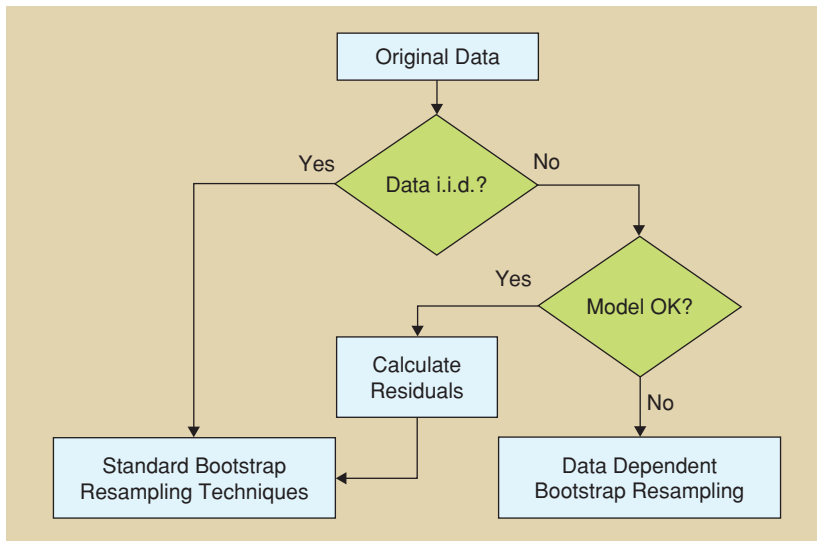 Original Data
Yes
No
Data i.i.d.?
Yes
Model OK?
Calculate
Residuals
No
Standard Bootstrap
Resampling Techniques
Data Dependent
Bootstrap Resampling